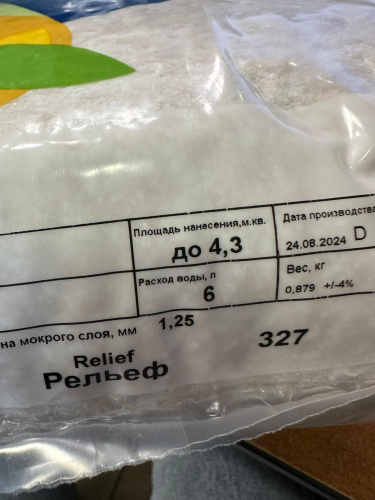 Площадь нанесения,м.кв.
до 4,3
Дата производства
24.08.2024 D
Расход воды, л
6
Вес, кг
0,879 +/-4%
на мокрого слоя, мм 1,25
Relief
Рельеф
327